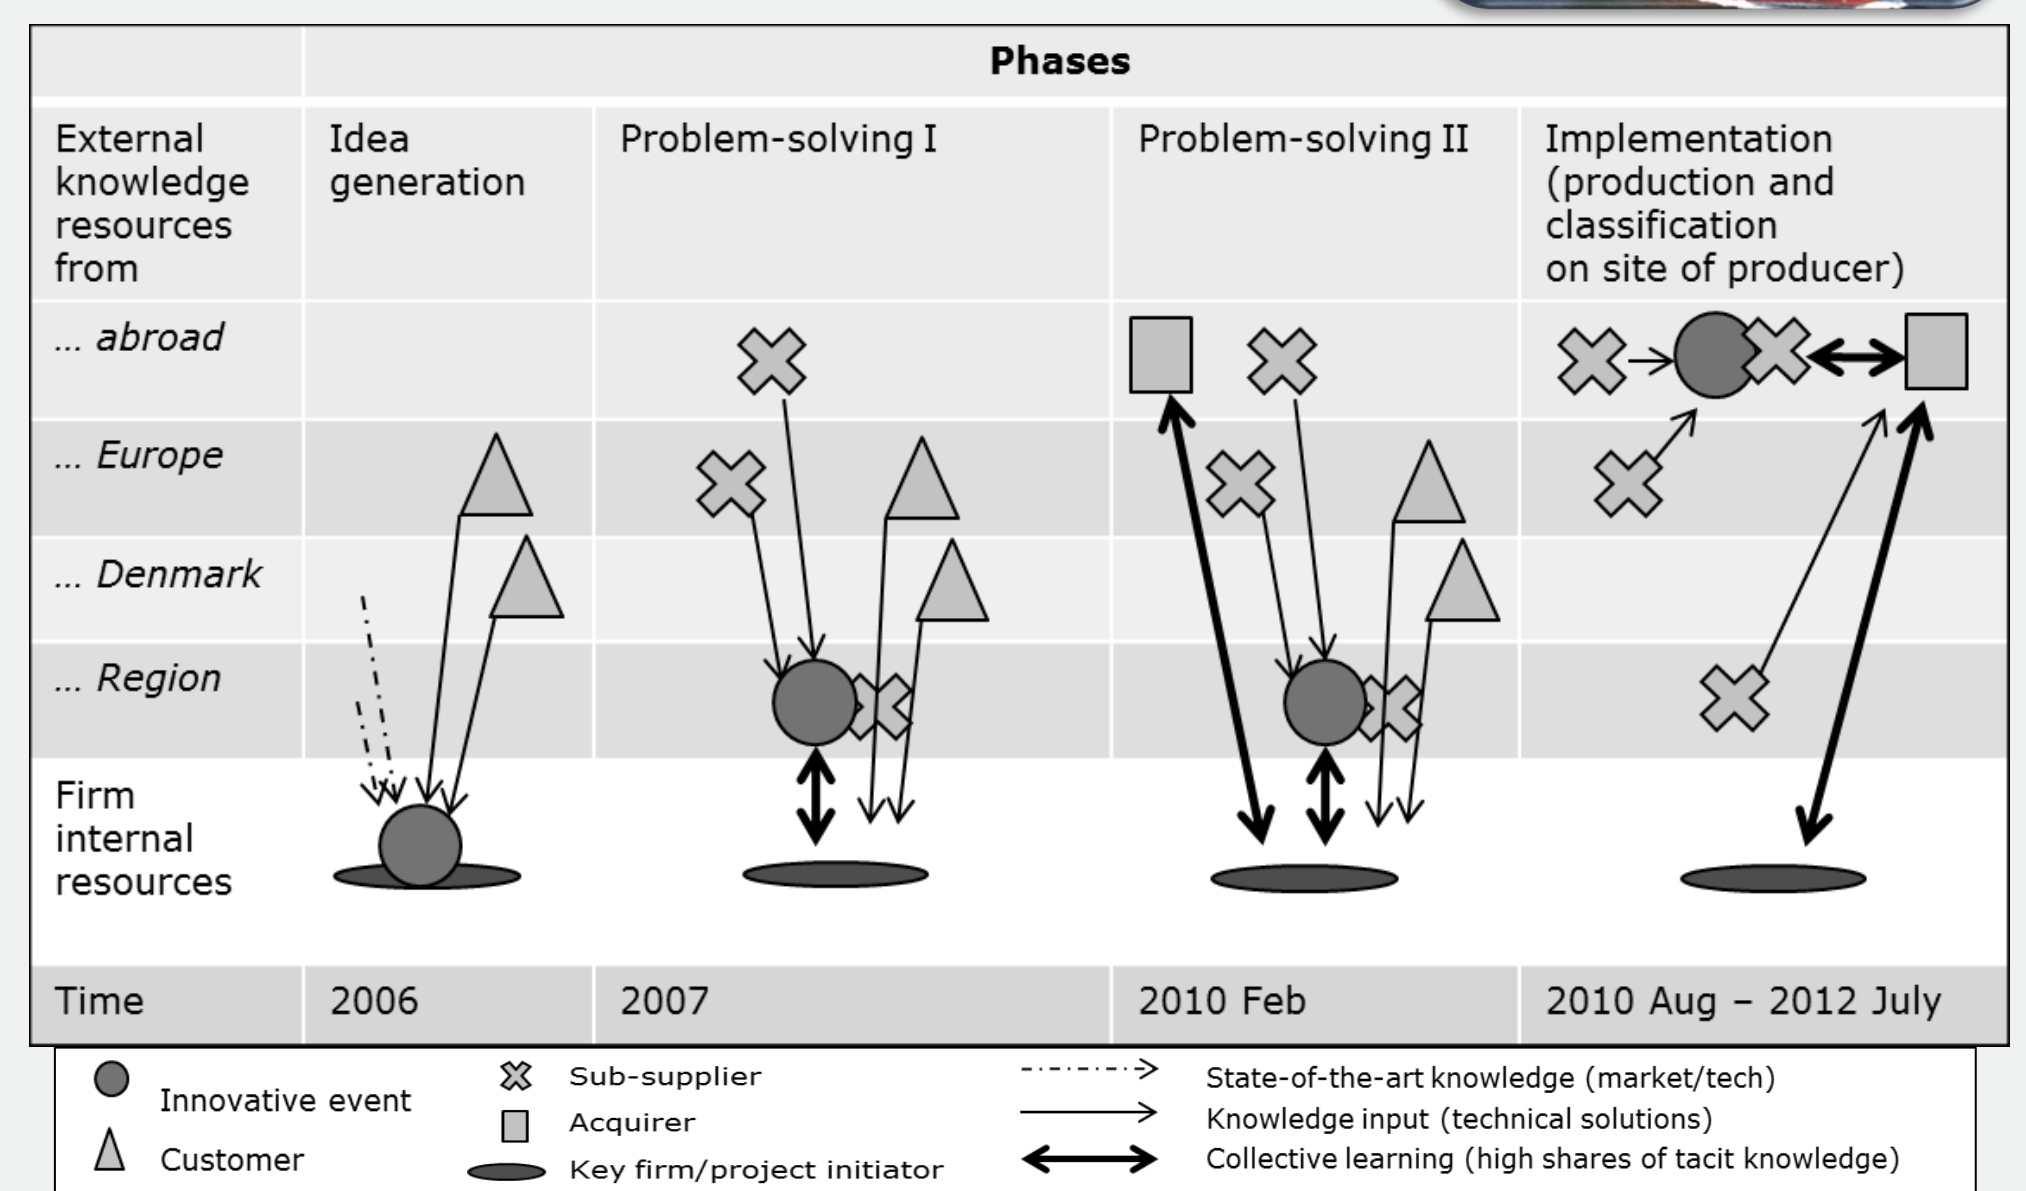 Phases
External
knowledge
resources
from
Idea
generation
Problem-solving I
Problem-solving II
Implementation
(production and
classification
on site of producer)
... abroad
... Europe
... Denmark
... Region
Firm
internal
resources
Time
2006
2007
2010 Feb
2010 Aug – 2012 July
Innovative event
Customer
Sub-supplier
Acquirer
Key firm/project initiator
State-of-the-art knowledge (market/tech)
Knowledge input (technical solutions)
Collective learning (high shares of tacit knowledge)